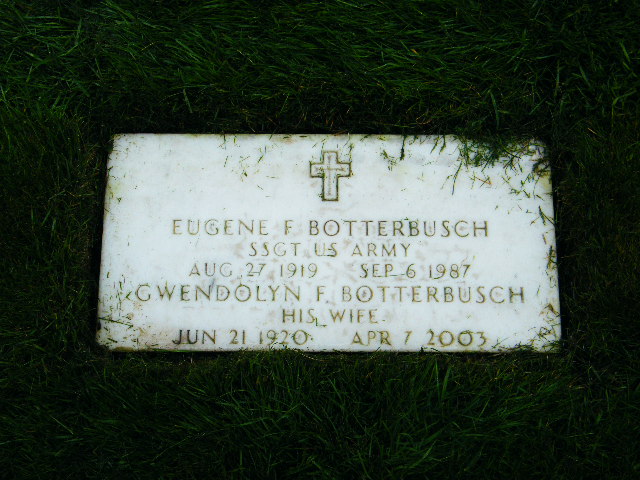 EUGENE F BOTTERBUSCH
SSGT US ARMY
AUG 27 1919 SEP 6 1987
GWENDOLYN F BOTTERBUSCH
HIS WIFE
JUN 21 1920 APR 7 2003